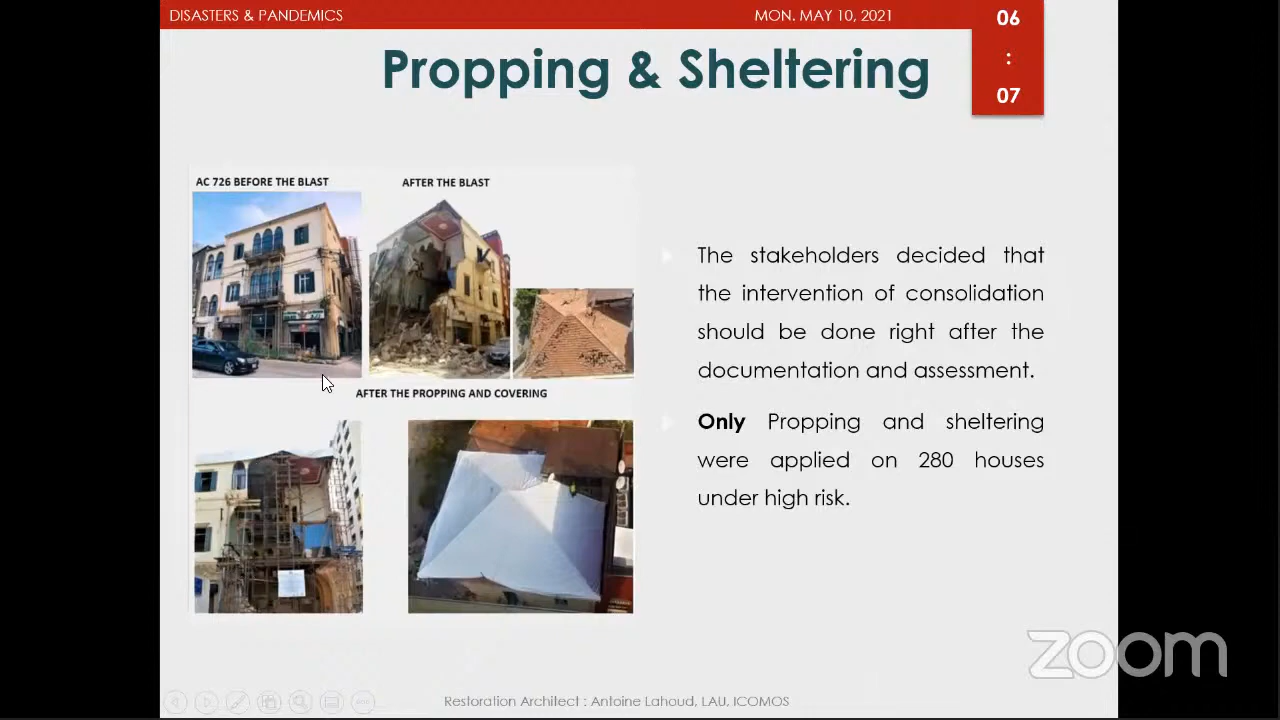 DISASTERS & PANDEMICS
MON. MAY 10, 2021
06
:
07
Propping & Sheltering
AC 726 BEFORE THE BLAST
AFTER THE BLAST
AFTER THE PROPPING AND COVERING
The stakeholders decided that
the intervention of consolidation
should be done right after the
documentation and assessment.
Only Propping and sheltering
were applied on 280 houses
under high risk.
Restoration Architect : Antoine Lahoud, LAU, ICOMOS
zoom